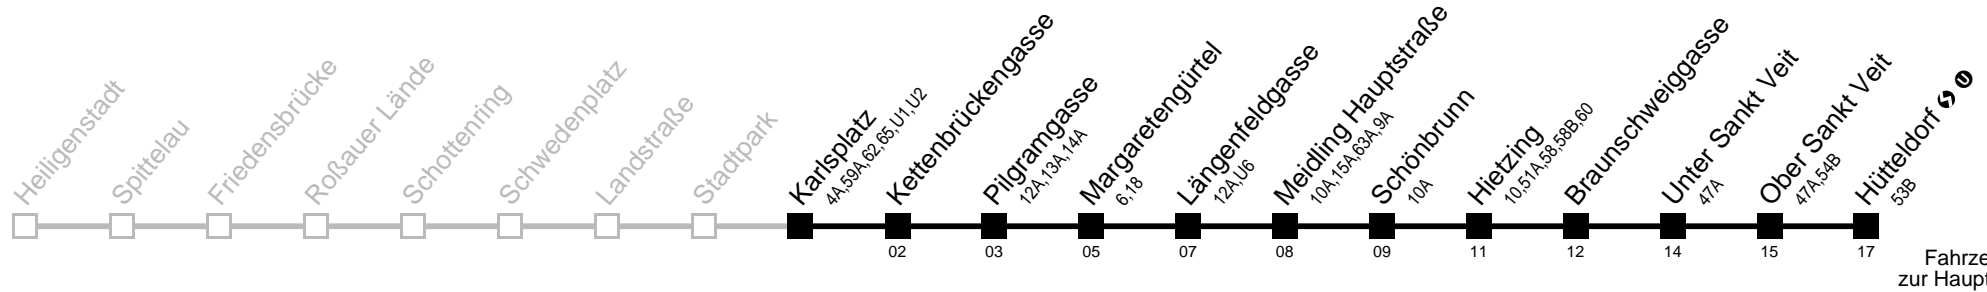 Heiligenstadt
Spittelau
Friedensbrücke
Roßauer Lände
Schottenring
Schwedenplatz
Landstraße
Stadtpark
Karlsplatz
4A,59A,62,65,U1,U2
Kettenbrückengasse
02
Pilgramgasse
12A,13A,14A
03
Margaretengürtel
6,18
05
Längenfeldgasse
12A,U6
07
Meidling Hauptstraße
10A,15A,63A,9A
08
Schönbrunn
10A
09
Hietzing
10,51A,58,58B,60
11
Braunschweiggasse
12
Unter Sankt Veit
47A
14
Ober Sankt Veit
47A,54B
15
Hütteldorf S U
53B
17
Fahrze
zur Haupt